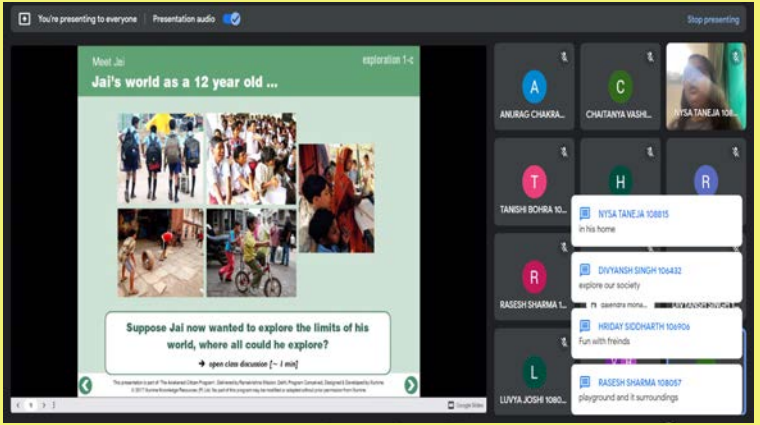 You're presenting to everyone
Presentation audio
Stop presenting
Meet Jai
exploration 1-c
Jai's world as a 12 year old ...
Suppose Jai now wanted to explore the limits of his
world, where all could he explore?
→ open class discussion [~ 1 min]
Google Slides
A
ANURAG CHAKRA...
C
CHAITANYA VASHI...
NYSA TANEJA 108...
T
TANISHI BOHRA 10...
H
R
R
RASESH SHARMA 1...
L
LUVYA JOSHI 1080...
NYSA TANEJA 108815
in his home
DIVYANSH SINGH 106432
explore our society
HRIDAY SIDDHARTH 106906
Fun with freinds
RASESH SHARMA 108057
playground and it surroundings